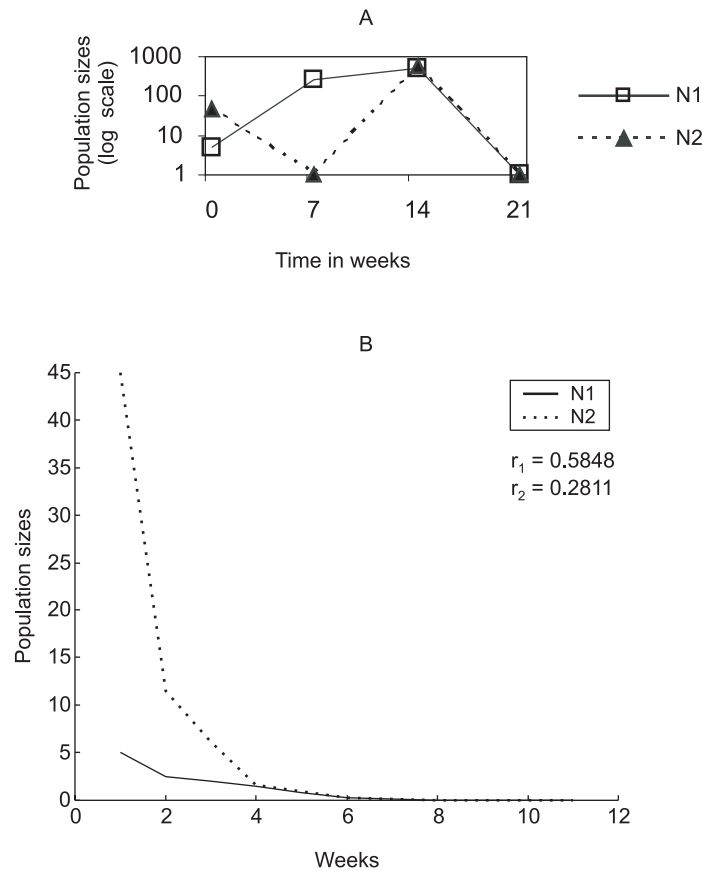 A
Population sizes
(log scale)
1000
100
10
1
0 7 14 21
Time in weeks
N1
N2
B
Population sizes
45
40
35
30
25
20
15
10
5
0
0 2 4 6 8 10 12
Weeks
N1
N2
r₁ = 0.5848
r₂ = 0.2811